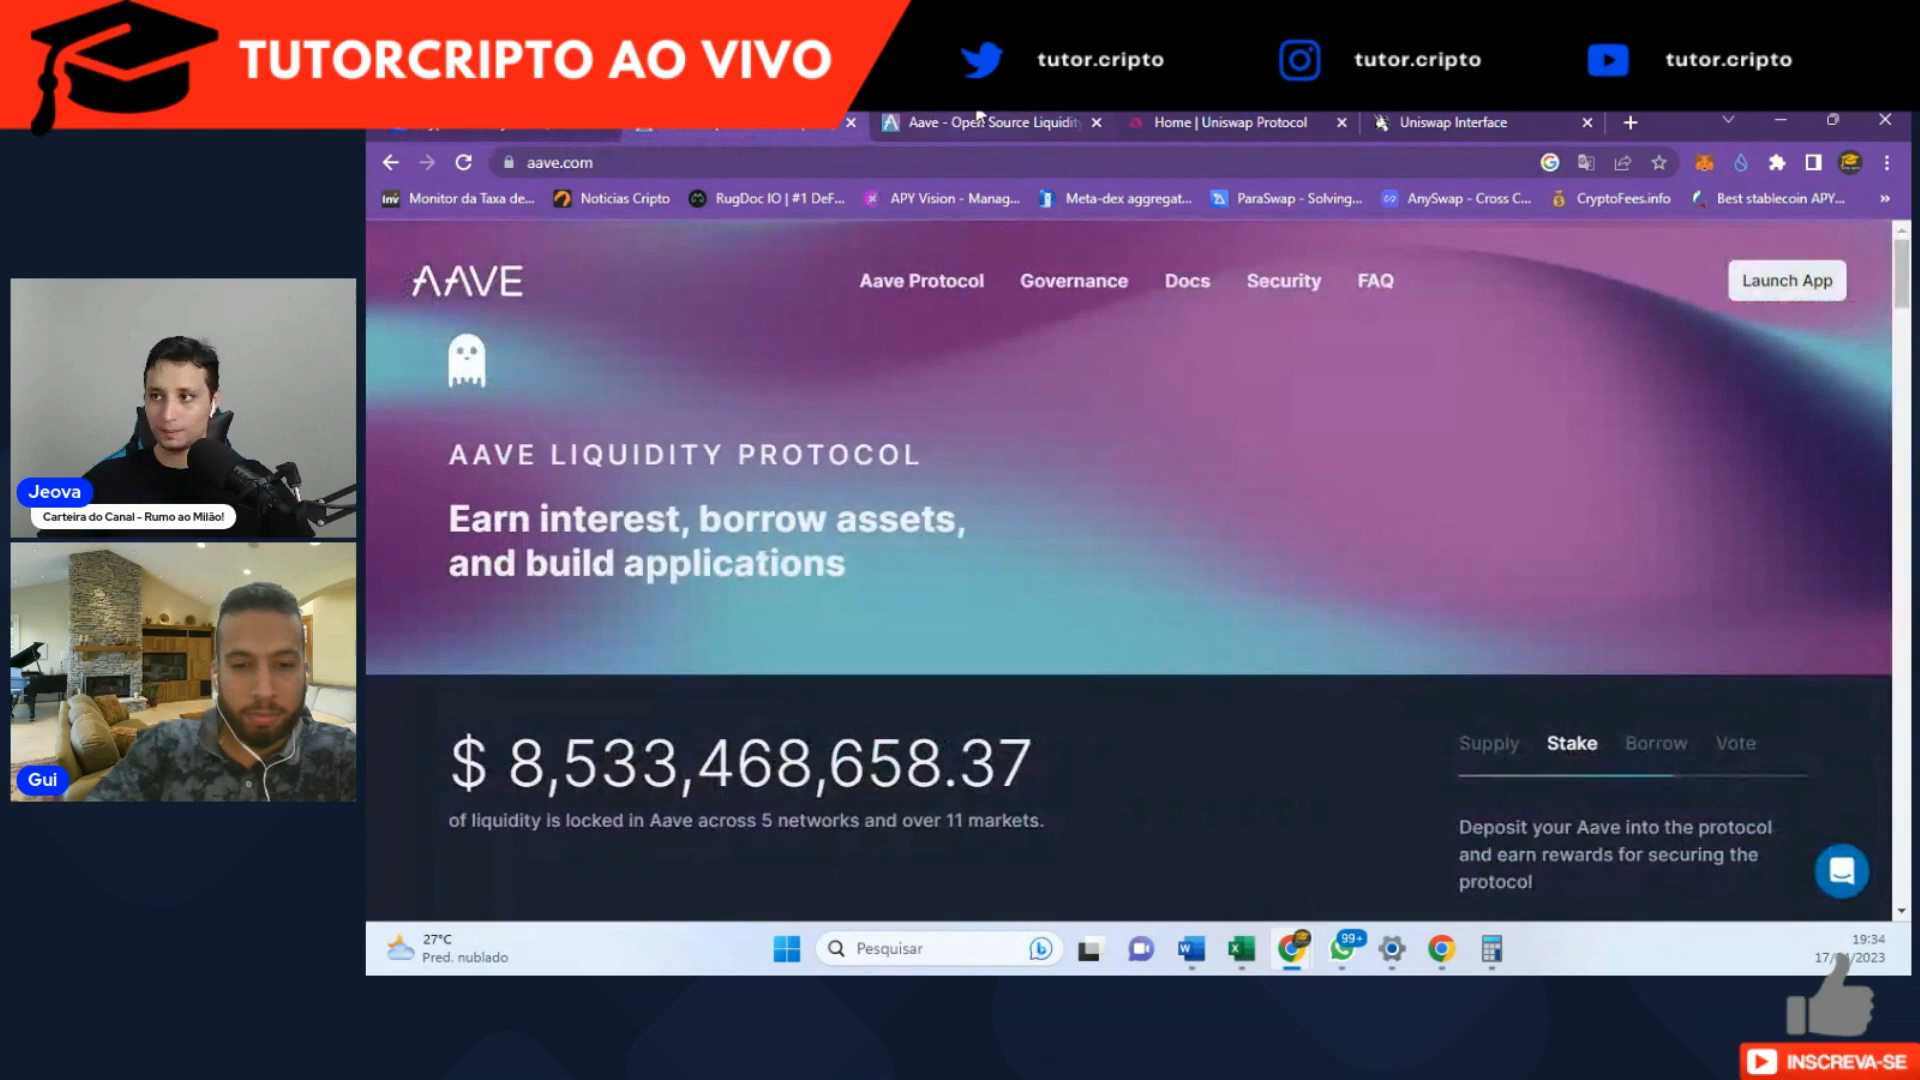 TUTORCRIPTO AO VIVO
tutor.cripto
tutor.cripto
tutor.cripto
Aave - Open Source Liquidity
Home | Uniswap Protocol
Uniswap Interface
aave.com
Monitor da Taxa de...
Noticias Cripto
RugDoc IO | #1 DeF...
APY Vision - Manag...
Meta-dex aggregat...
ParaSwap - Solving...
AnySwap - Cross C...
CryptoFees.info
Best stablecoin APY...
AAVE
Aave Protocol
Governance
Docs
Security
FAQ
Launch App
AAVE LIQUIDITY PROTOCOL
Earn interest, borrow assets,
and build applications
$ 8,533,468,658.37
of liquidity is locked in Aave across 5 networks and over 11 markets.
Supply
Stake
Borrow
Vote
Deposit your Aave into the protocol
and earn rewards for securing the
protocol
Jeova
Carteira do Canal - Rumo ao Milão!
Gui
27°C
Pred. nublado
Pesquisar
99+
19:34
INSCREVA-SE